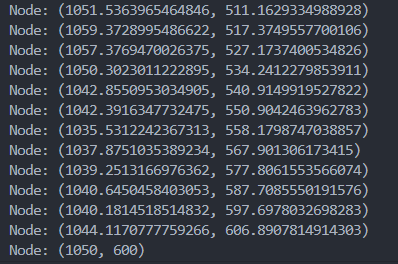 Node: (1051.5363965464846, 511.1629334988928)
Node: (1059.3728995486622, 517.3749557700106)
Node: (1057.3769470026375, 527.1737400534826)
Node: (1050.3023011222895, 534.2412279853911)
Node: (1042.8550953034905, 540.9149919527822)
Node: (1042.3916347732475, 550.9042463962783)
Node: (1035.5312242367313, 558.1798747038857)
Node: (1037.8751035389234, 567.901306173415)
Node: (1039.2513166976362, 577.8061553566074)
Node: (1040.6450458403053, 587.7085550191576)
Node: (1040.1814518514832, 597.6978032698283)
Node: (1044.1170777759266, 606.8907814914303)
Node: (1050, 600)